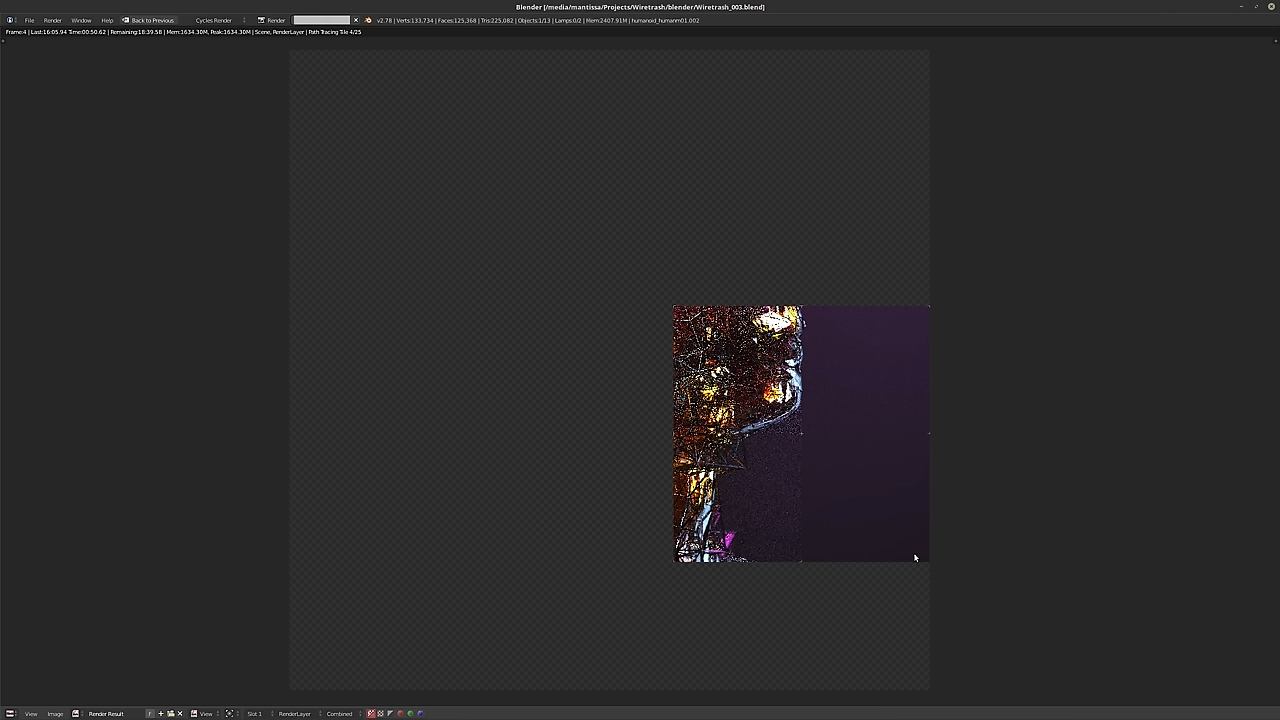 Blender [/media/mantissa/Projects/Wiretrash/blender/Wiretrash_003.blend]
File Render Window Help Back to Previous Cycles Render Render v2.78 | Verts:133,734 | Faces:125,368 | Tris:225,082 | Objects:1/13 | Lamps:0/2 | Mem:2407.91M | humanoid_humanm01.002
Frame:4 | Last:16:05.94 Time:00:50.62 | Remaining:18:39.58 | Mem:1634.30M, Peak:1634.30M | Scene, RenderLayer | Path Tracing Tile 4/25
View Image Render Result F View Slot 1 RenderLayer Combined